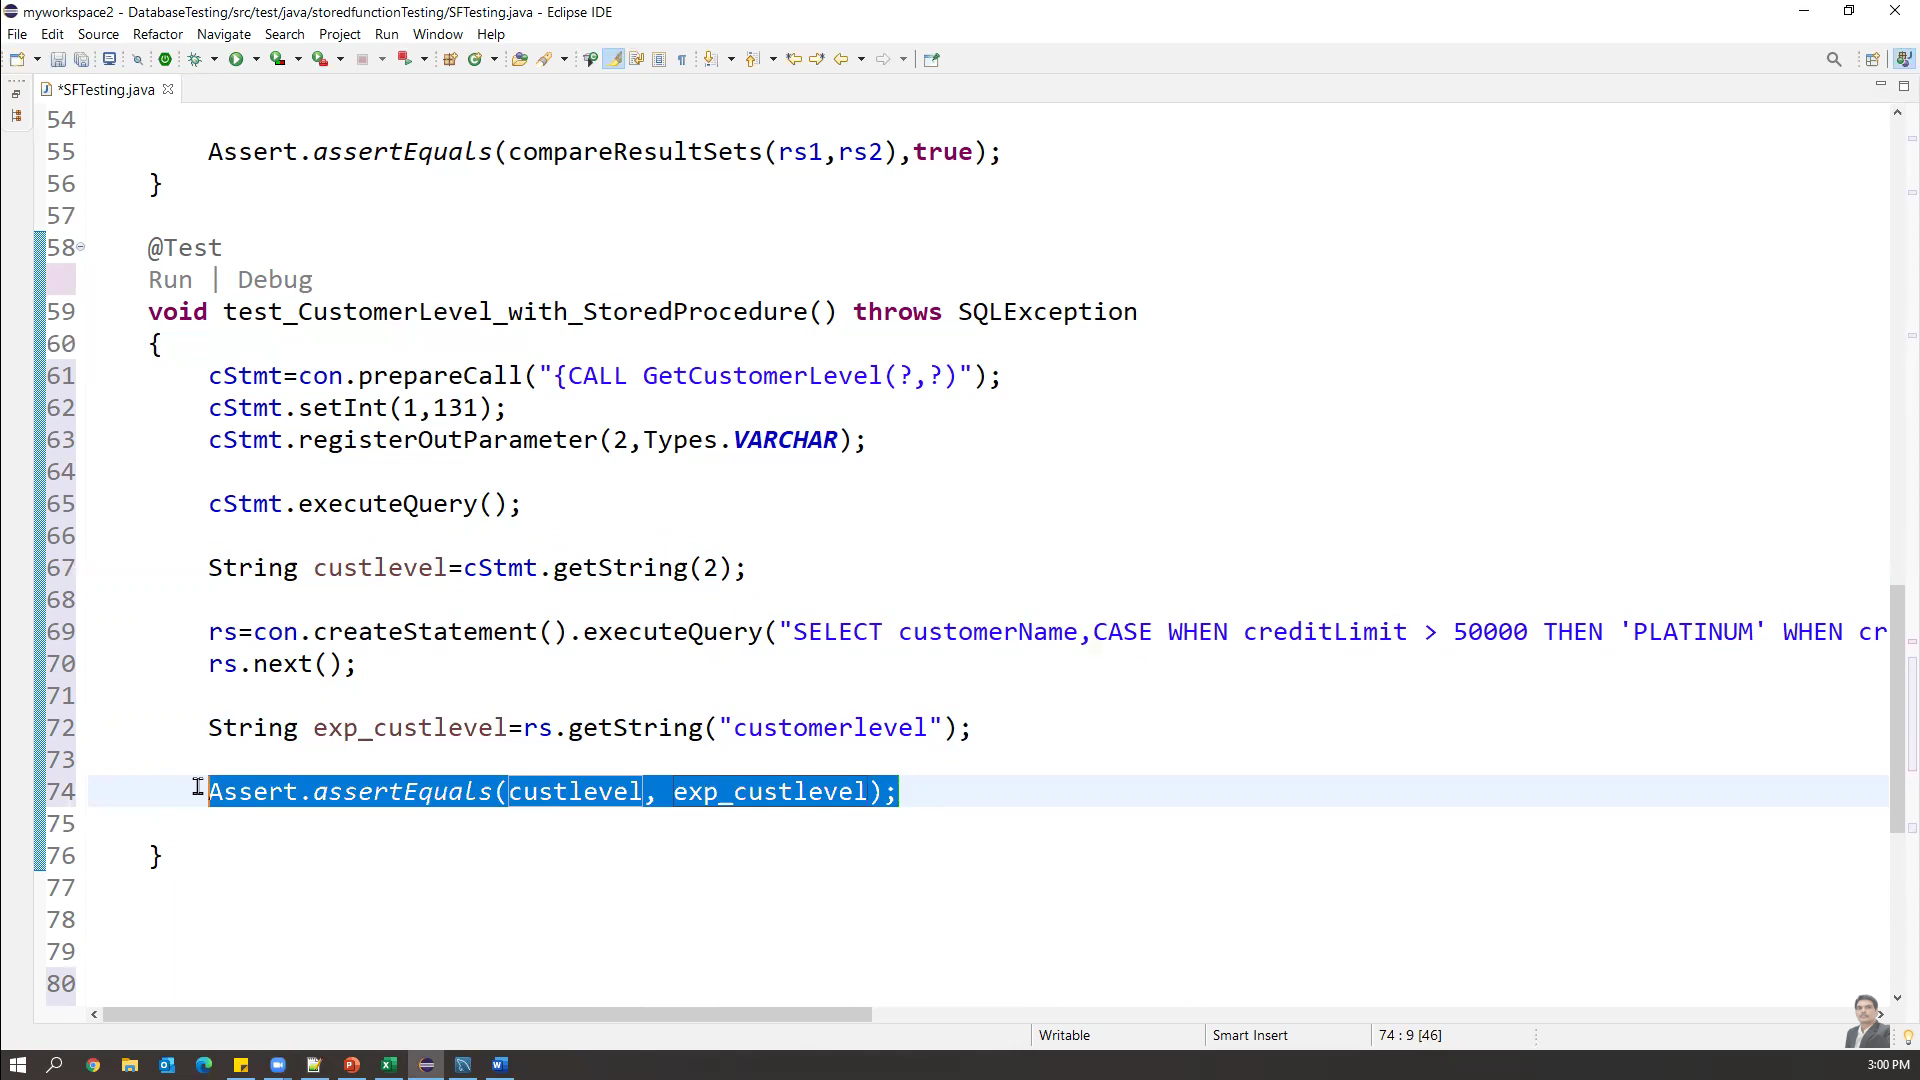 myworkspace2 - DatabaseTesting/src/test/java/storedfunctionTesting/SFTesting.java - Eclipse IDE
File Edit Source Refactor Navigate Search Project Run Window Help
*SFTesting.java
54
55 Assert.assertEquals(compareResultSets(rs1,rs2),true);
56 }
57
58 @Test
Run | Debug
59 void test_CustomerLevel_with_StoredProcedure() throws SQLException
60 {
61 cStmt=con.prepareCall("{CALL GetCustomerLevel(?,?)");
62 cStmt.setInt(1,131);
63 cStmt.registerOutParameter(2,Types.VARCHAR);
64
65 cStmt.executeQuery();
66
67 String custlevel=cStmt.getString(2);
68
69 rs=con.createStatement().executeQuery("SELECT customerName,CASE WHEN creditLimit > 50000 THEN 'PLATINUM' WHEN cr
70 rs.next();
71
72 String exp_custlevel=rs.getString("customerlevel");
73
74 Assert.assertEquals(custlevel, exp_custlevel);
75
76 }
77
78
79
80
Writable Smart Insert 74 : 9 [46]
3:00 PM